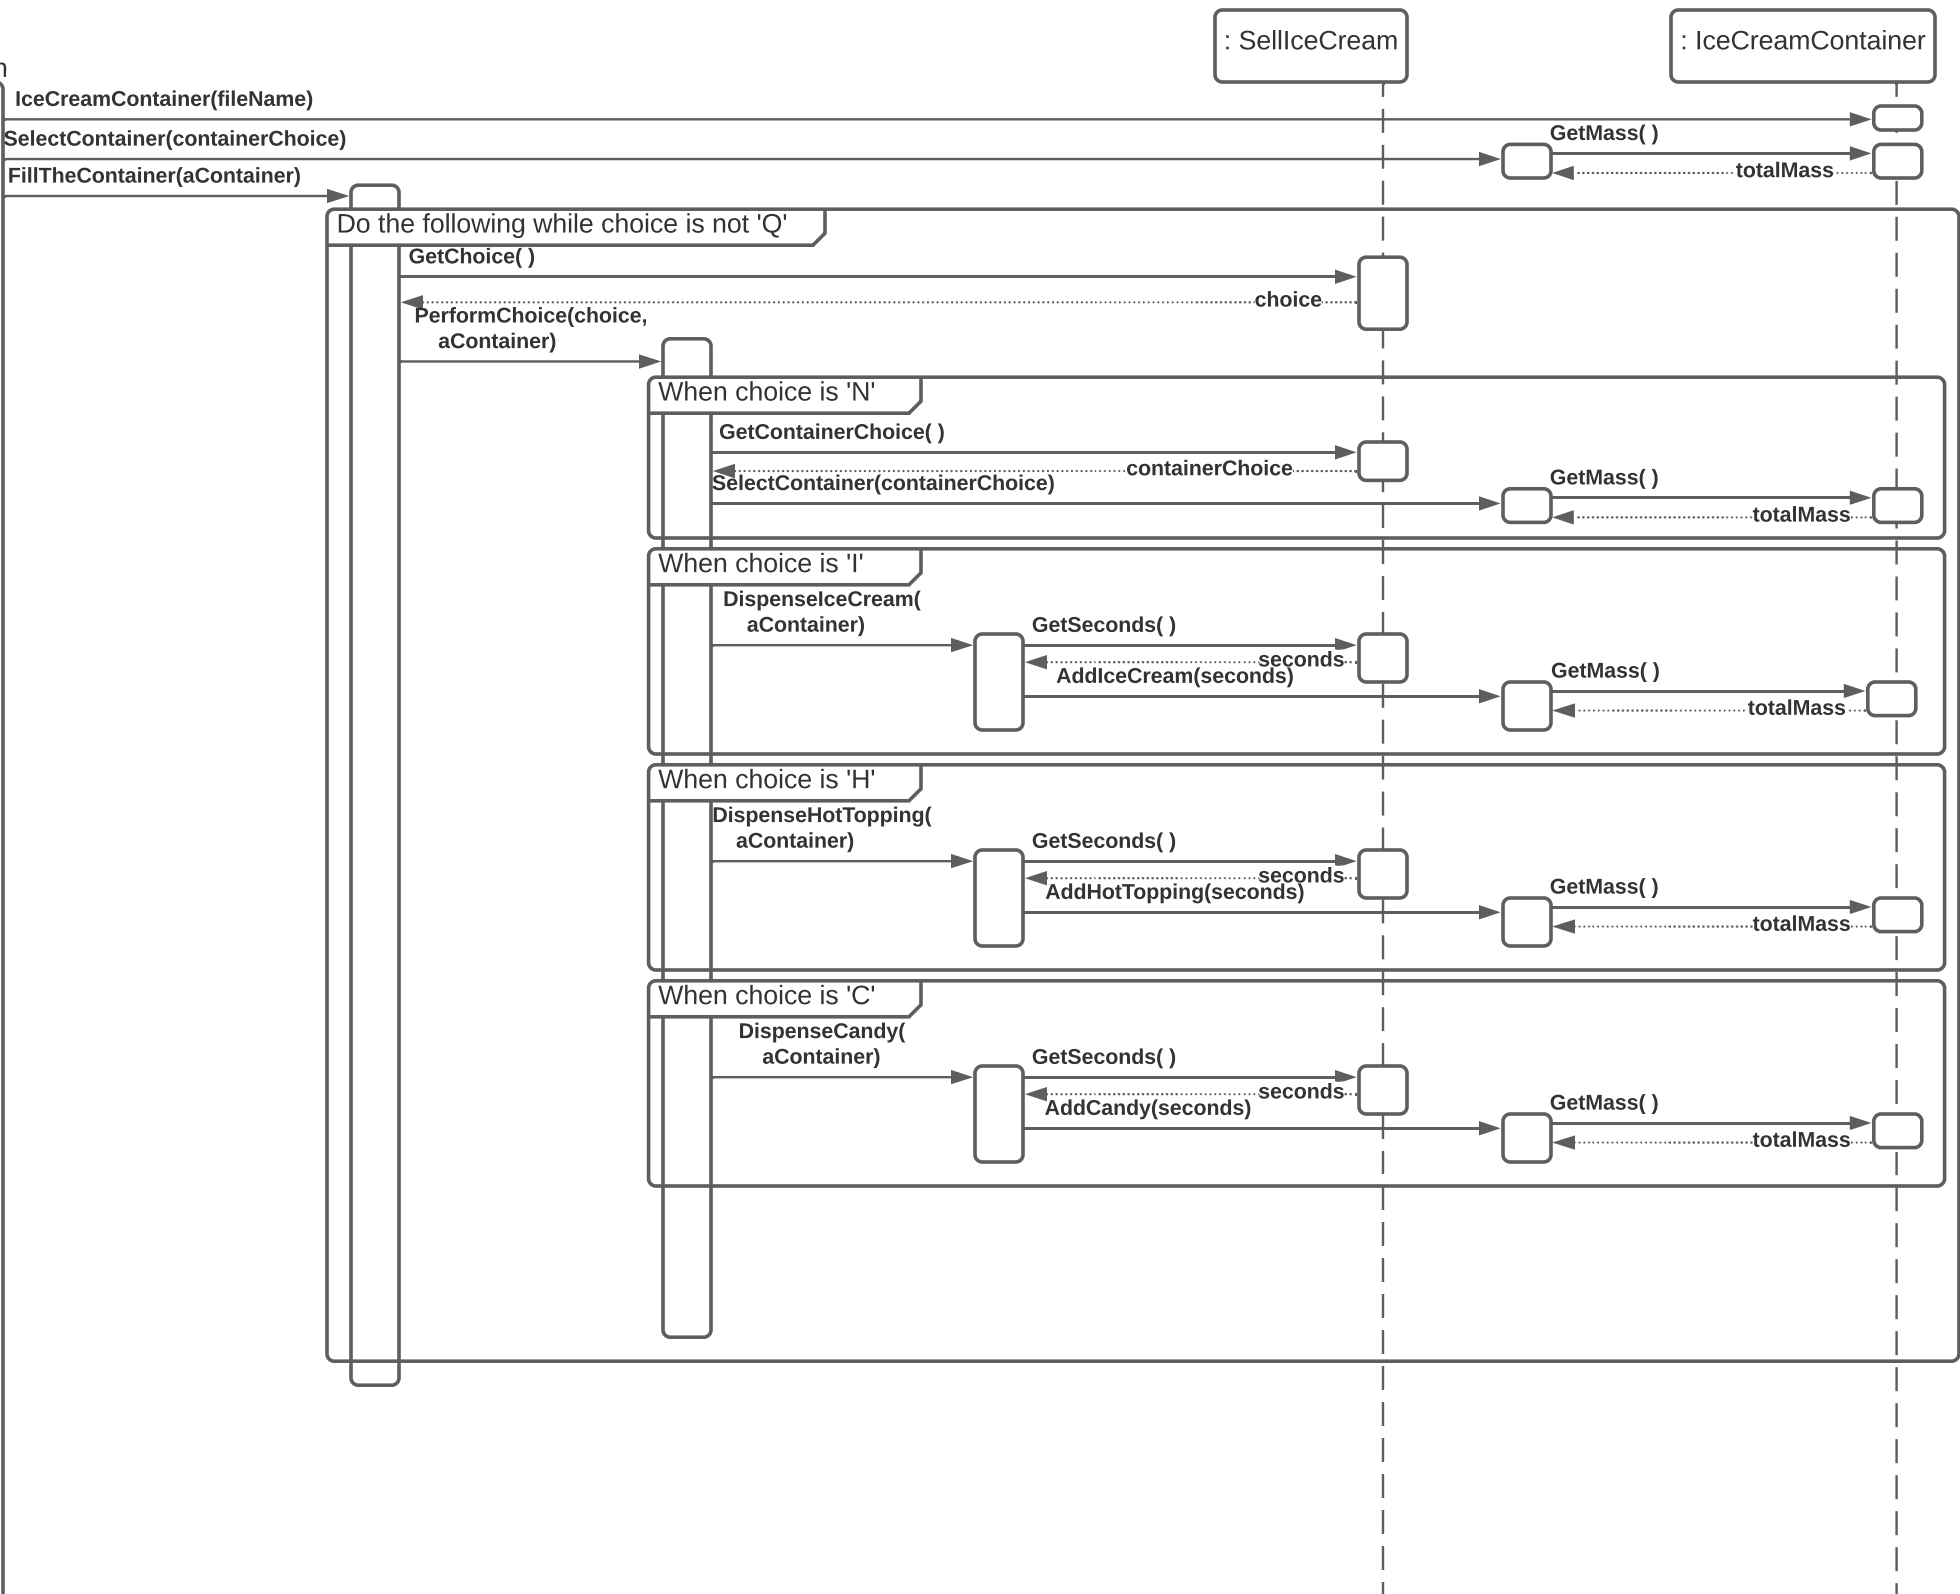 : SellIceCream
: IceCreamContainer
n
IceCreamContainer(fileName)
SelectContainer(containerChoice)
GetMass( )
totalMass
FillTheContainer(aContainer)
Do the following while choice is not 'Q'
GetChoice( )
choice
PerformChoice(choice,
aContainer)
When choice is 'N'
GetContainerChoice( )
containerChoice
SelectContainer(containerChoice)
GetMass( )
totalMass
When choice is 'I'
DispenseIceCream(
aContainer)
GetSeconds( )
seconds
AddIceCream(seconds)
GetMass( )
totalMass
When choice is 'H'
DispenseHotTopping(
aContainer)
GetSeconds( )
seconds
AddHotTopping(seconds)
GetMass( )
totalMass
When choice is 'C'
DispenseCandy(
aContainer)
GetSeconds( )
seconds
AddCandy(seconds)
GetMass( )
totalMass